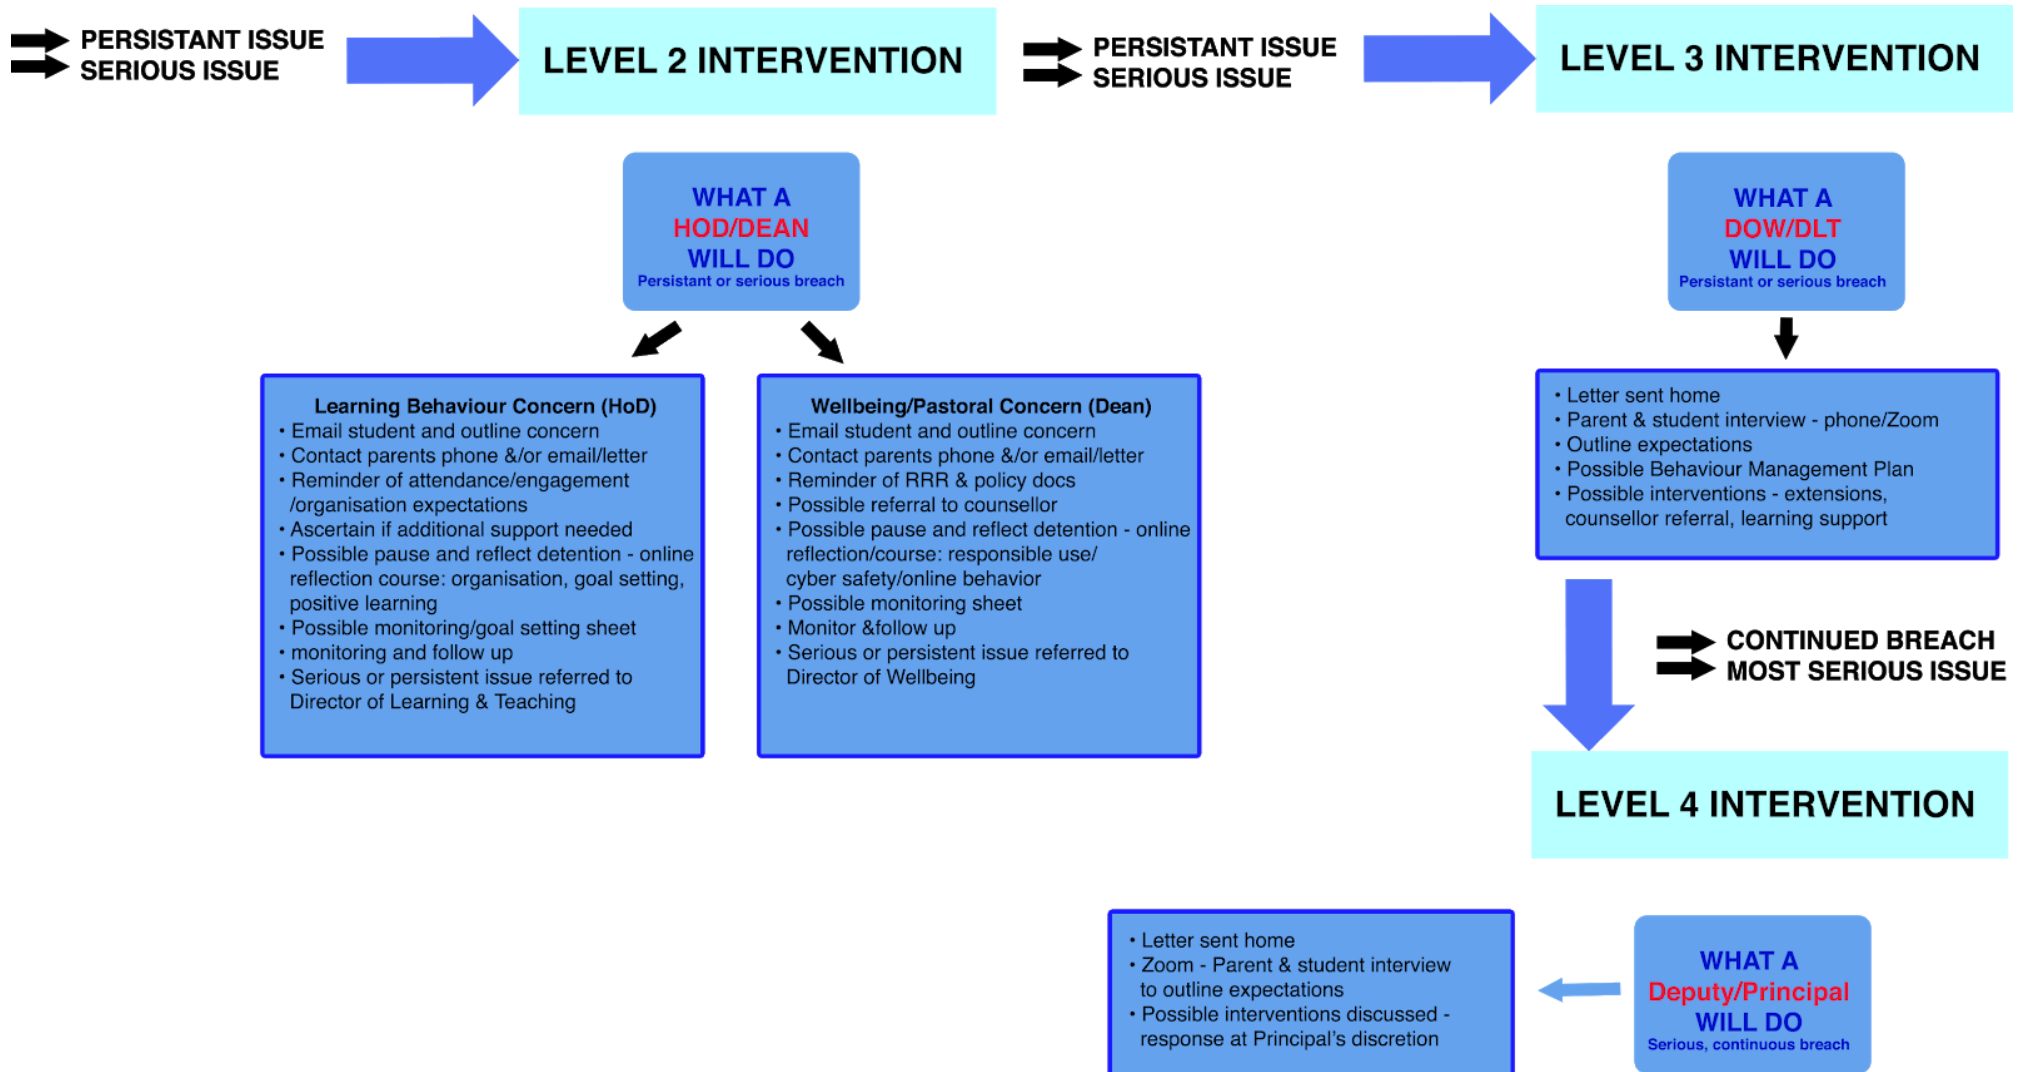 PERSISTANT ISSUE
SERIOUS ISSUE
LEVEL 2 INTERVENTION
PERSISTANT ISSUE
SERIOUS ISSUE
LEVEL 3 INTERVENTION
WHAT A
HOD/DEAN
WILL DO
Persistant or serious breach
Learning Behaviour Concern (HoD)
• Email student and outline concern
• Contact parents phone &/or email/letter
• Reminder of attendance/engagement
/organisation expectations
• Ascertain if additional support needed
• Possible pause and reflect detention - online
reflection course: organisation, goal setting,
positive learning
• Possible monitoring/goal setting sheet
• monitoring and follow up
• Serious or persistent issue referred to
Director of Learning & Teaching
Wellbeing/Pastoral Concern (Dean)
• Email student and outline concern
• Contact parents phone &/or email/letter
• Reminder of RRR & policy docs
• Possible referral to counsellor
• Possible pause and reflect detention - online
reflection/course: responsible use/
cyber safety/online behavior
• Possible monitoring sheet
• Monitor &follow up
• Serious or persistent issue referred to
Director of Wellbeing
WHAT A
DOW/DLT
WILL DO
Persistant or serious breach
• Letter sent home
• Parent & student interview - phone/Zoom
• Outline expectations
• Possible Behaviour Management Plan
• Possible interventions - extensions,
counsellor referral, learning support
CONTINUED BREACH
MOST SERIOUS ISSUE
LEVEL 4 INTERVENTION
WHAT A
Deputy/Principal
WILL DO
Serious, continuous breach
• Letter sent home
• Zoom - Parent & student interview
to outline expectations
• Possible interventions discussed -
response at Principal's discretion